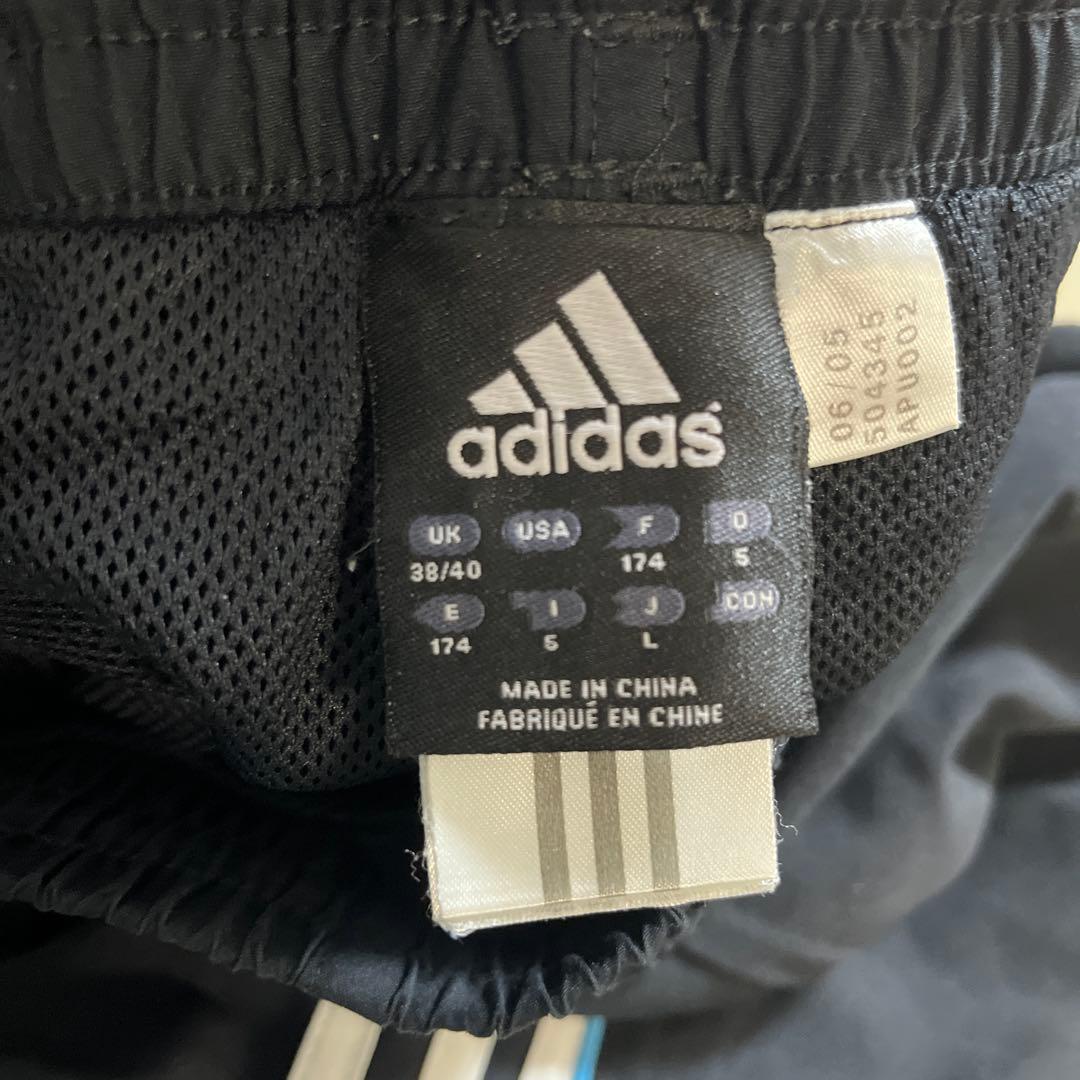 adidas
UK USA F D
38/40 174 5
E I J CDN
174 5 L
MADE IN CHINA
FABRIQUÉ EN CHINE
06/05
504345
APU002